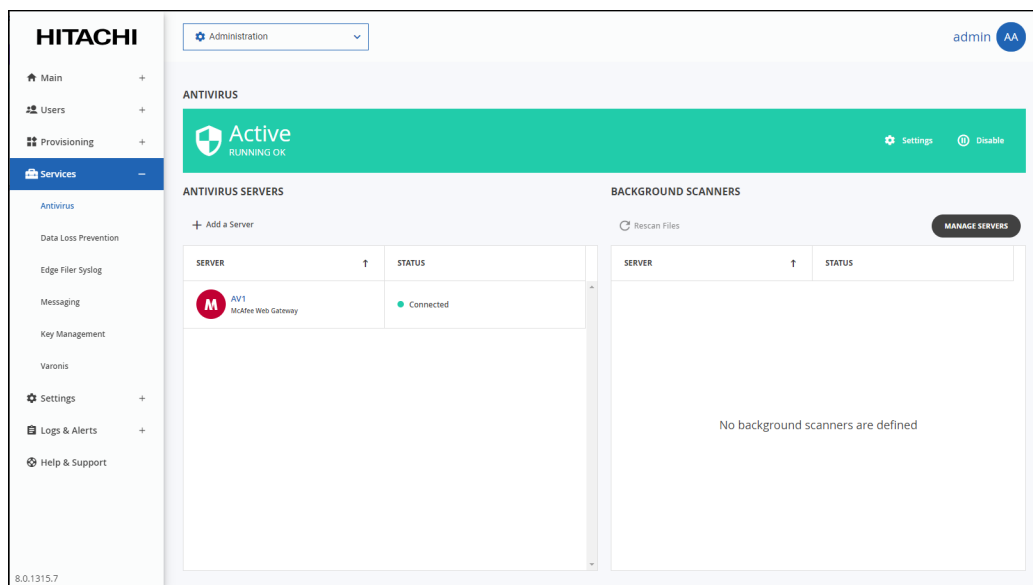 HITACHI
Administration
admin AA
Main
Users
Provisioning
Services
Antivirus
Data Loss Prevention
Edge Filer Syslog
Messaging
Key Management
Varonis
Settings
Logs & Alerts
Help & Support
8.0.1315.7
ANTIVIRUS
Active
RUNNING OK
Settings Disable
ANTIVIRUS SERVERS
+ Add a Server
SERVER ↑ STATUS
M AV1 Connected
McAfee Web Gateway
BACKGROUND SCANNERS
Rescan Files MANAGE SERVERS
SERVER ↑ STATUS
No background scanners are defined